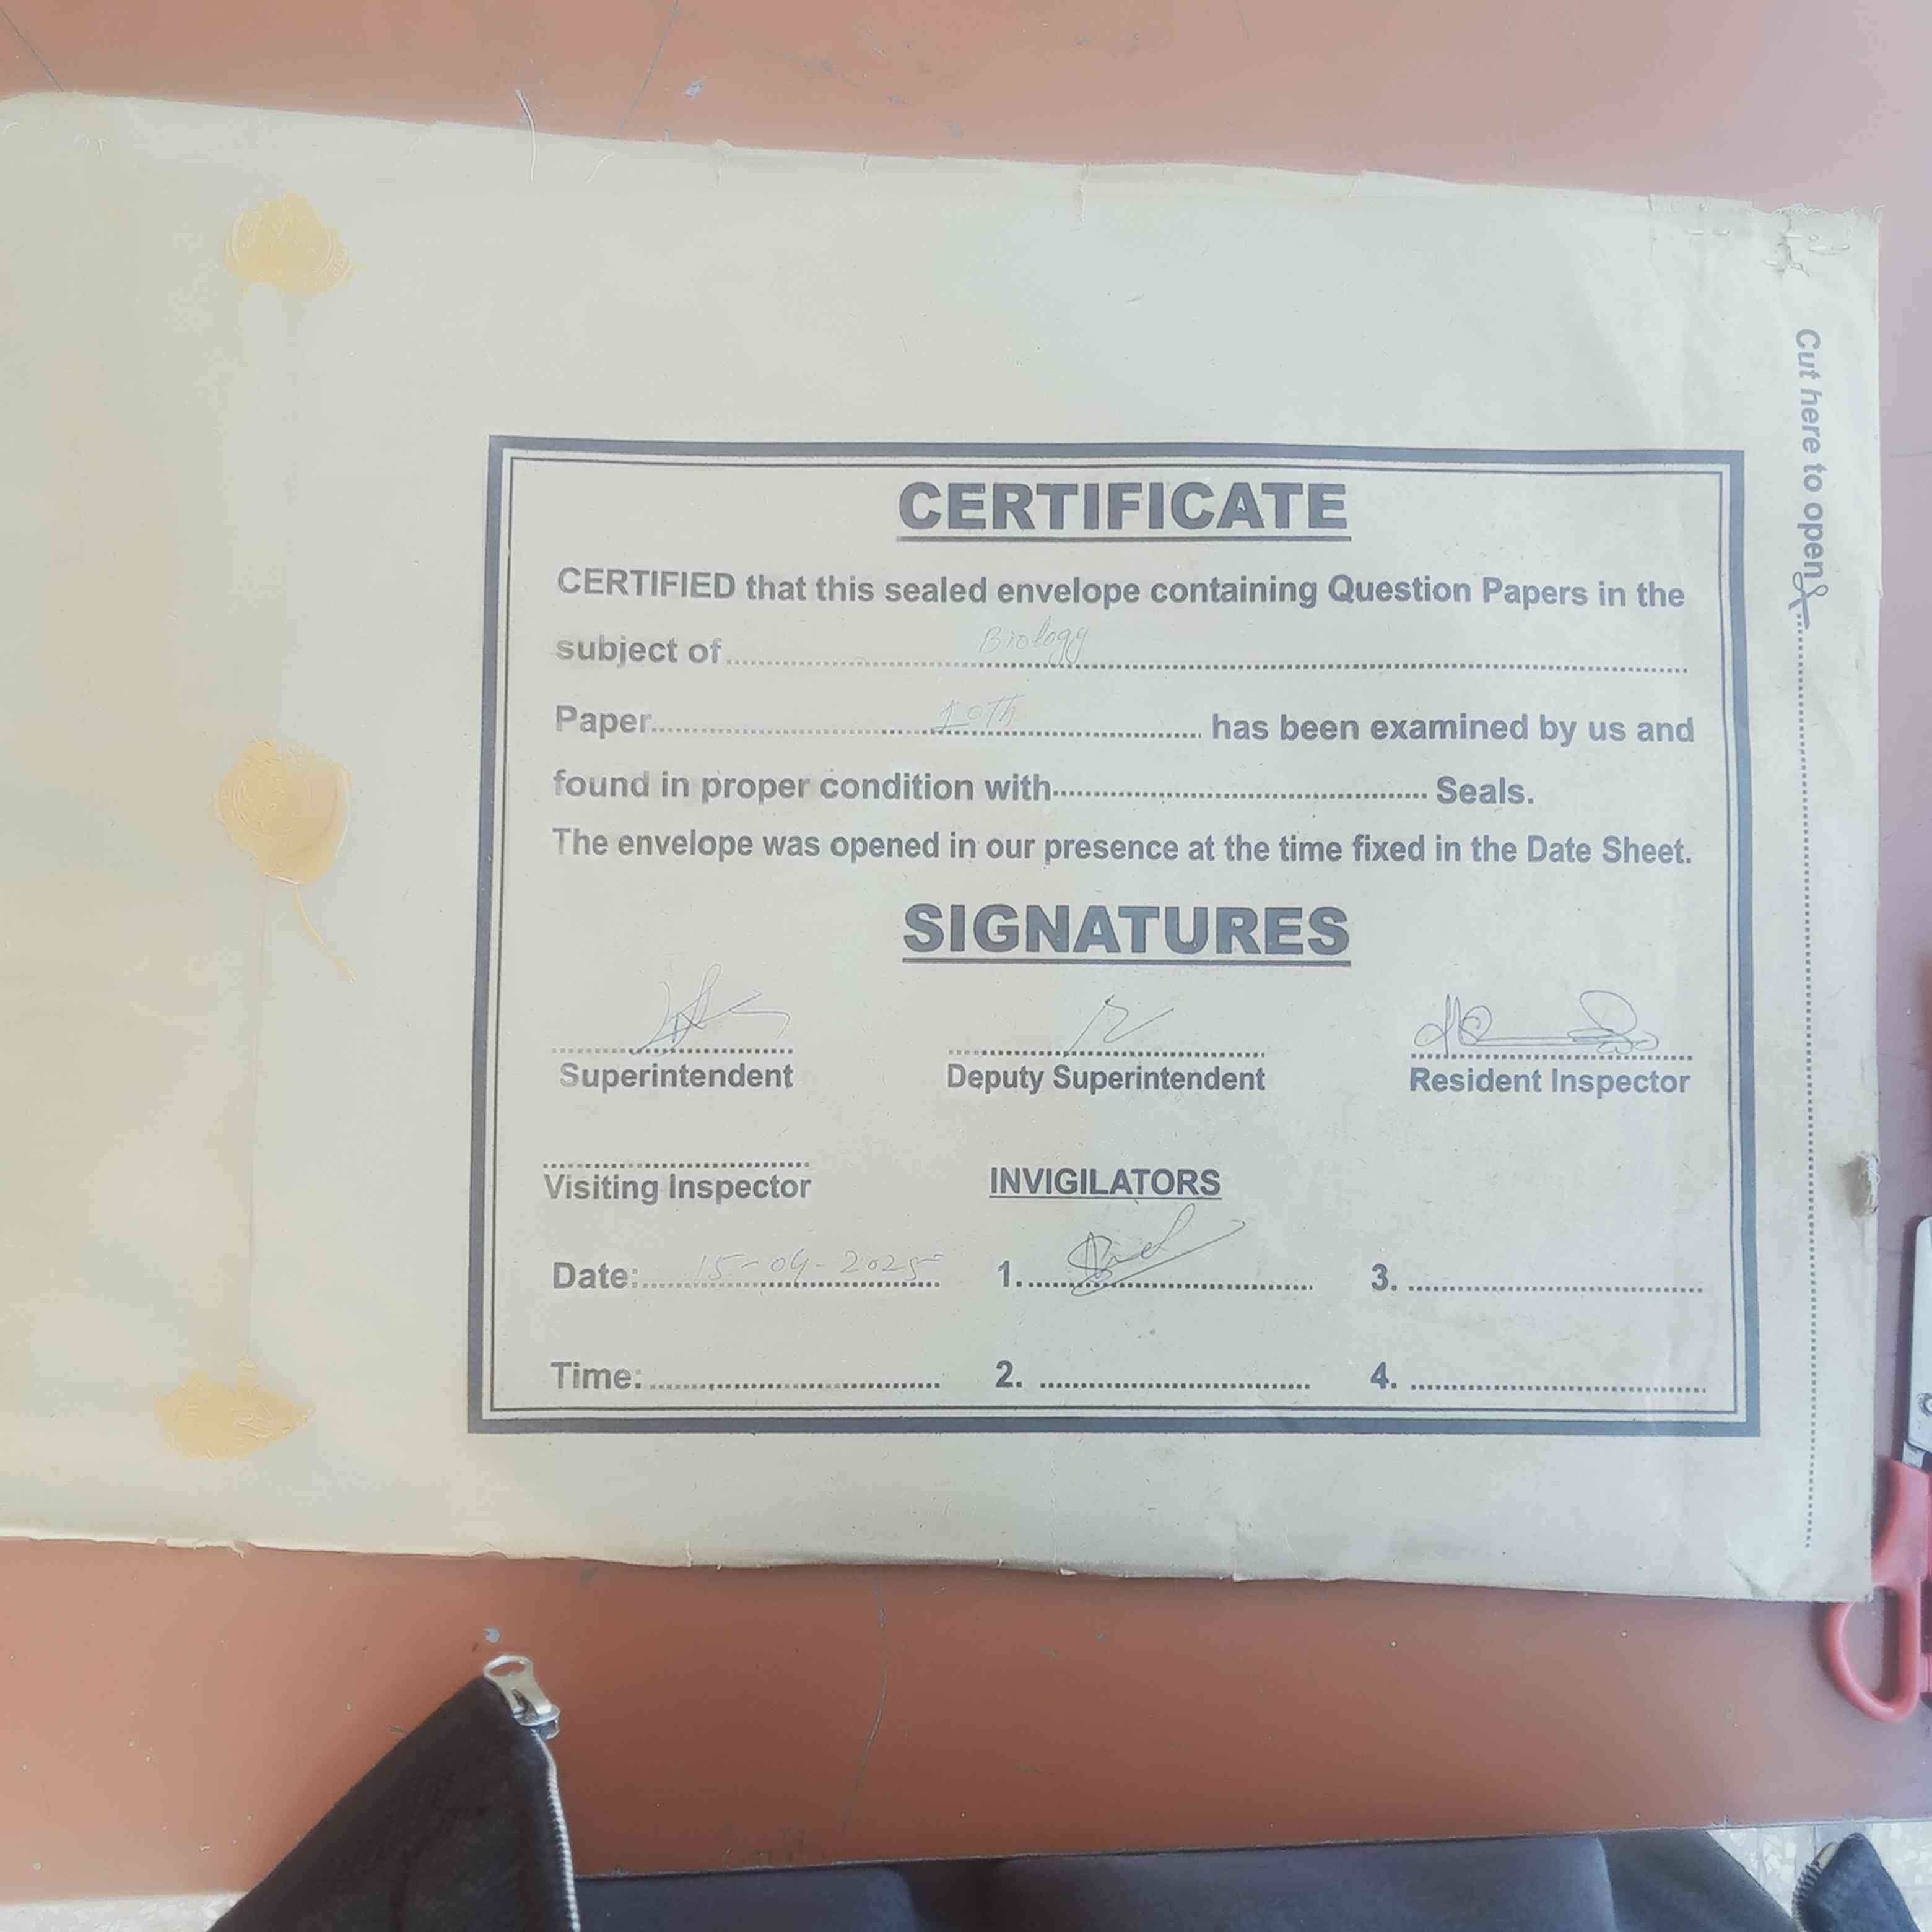 Cut here to open
CERTIFICATE
CERTIFIED that this sealed envelope containing Question Papers in the
subject of Biology
Paper 10th has been examined by us and
found in proper condition with Seals.
The envelope was opened in our presence at the time fixed in the Date Sheet.
SIGNATURES
Superintendent Deputy Superintendent Resident Inspector
Visiting Inspector INVIGILATORS
Date: 15-04-2025 1. 3.
Time: 2. 4.